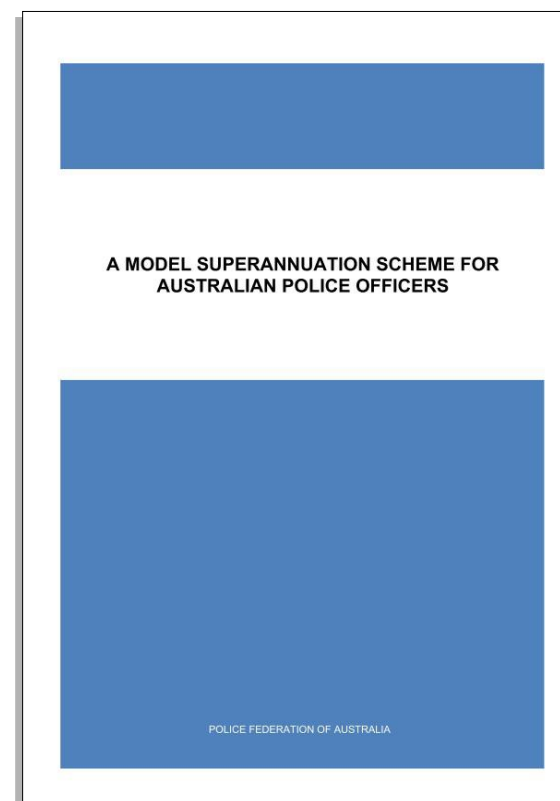 A MODEL SUPERANNUATION SCHEME FOR
AUSTRALIAN POLICE OFFICERS
POLICE FEDERATION OF AUSTRALIA